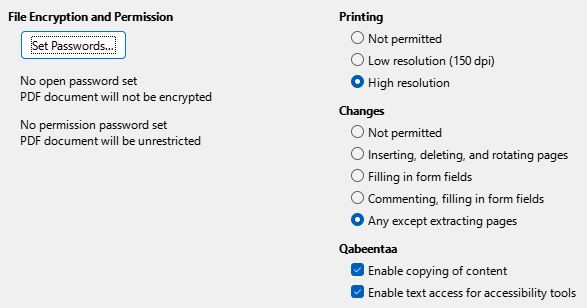 File Encryption and Permission
Set Passwords...
No open password set
PDF document will not be encrypted
No permission password set
PDF document will be unrestricted
Printing
Not permitted
Low resolution (150 dpi)
High resolution
Changes
Not permitted
Inserting, deleting, and rotating pages
Filling in form fields
Commenting, filling in form fields
Any except extracting pages
Qabeentaa
Enable copying of content
Enable text access for accessibility tools